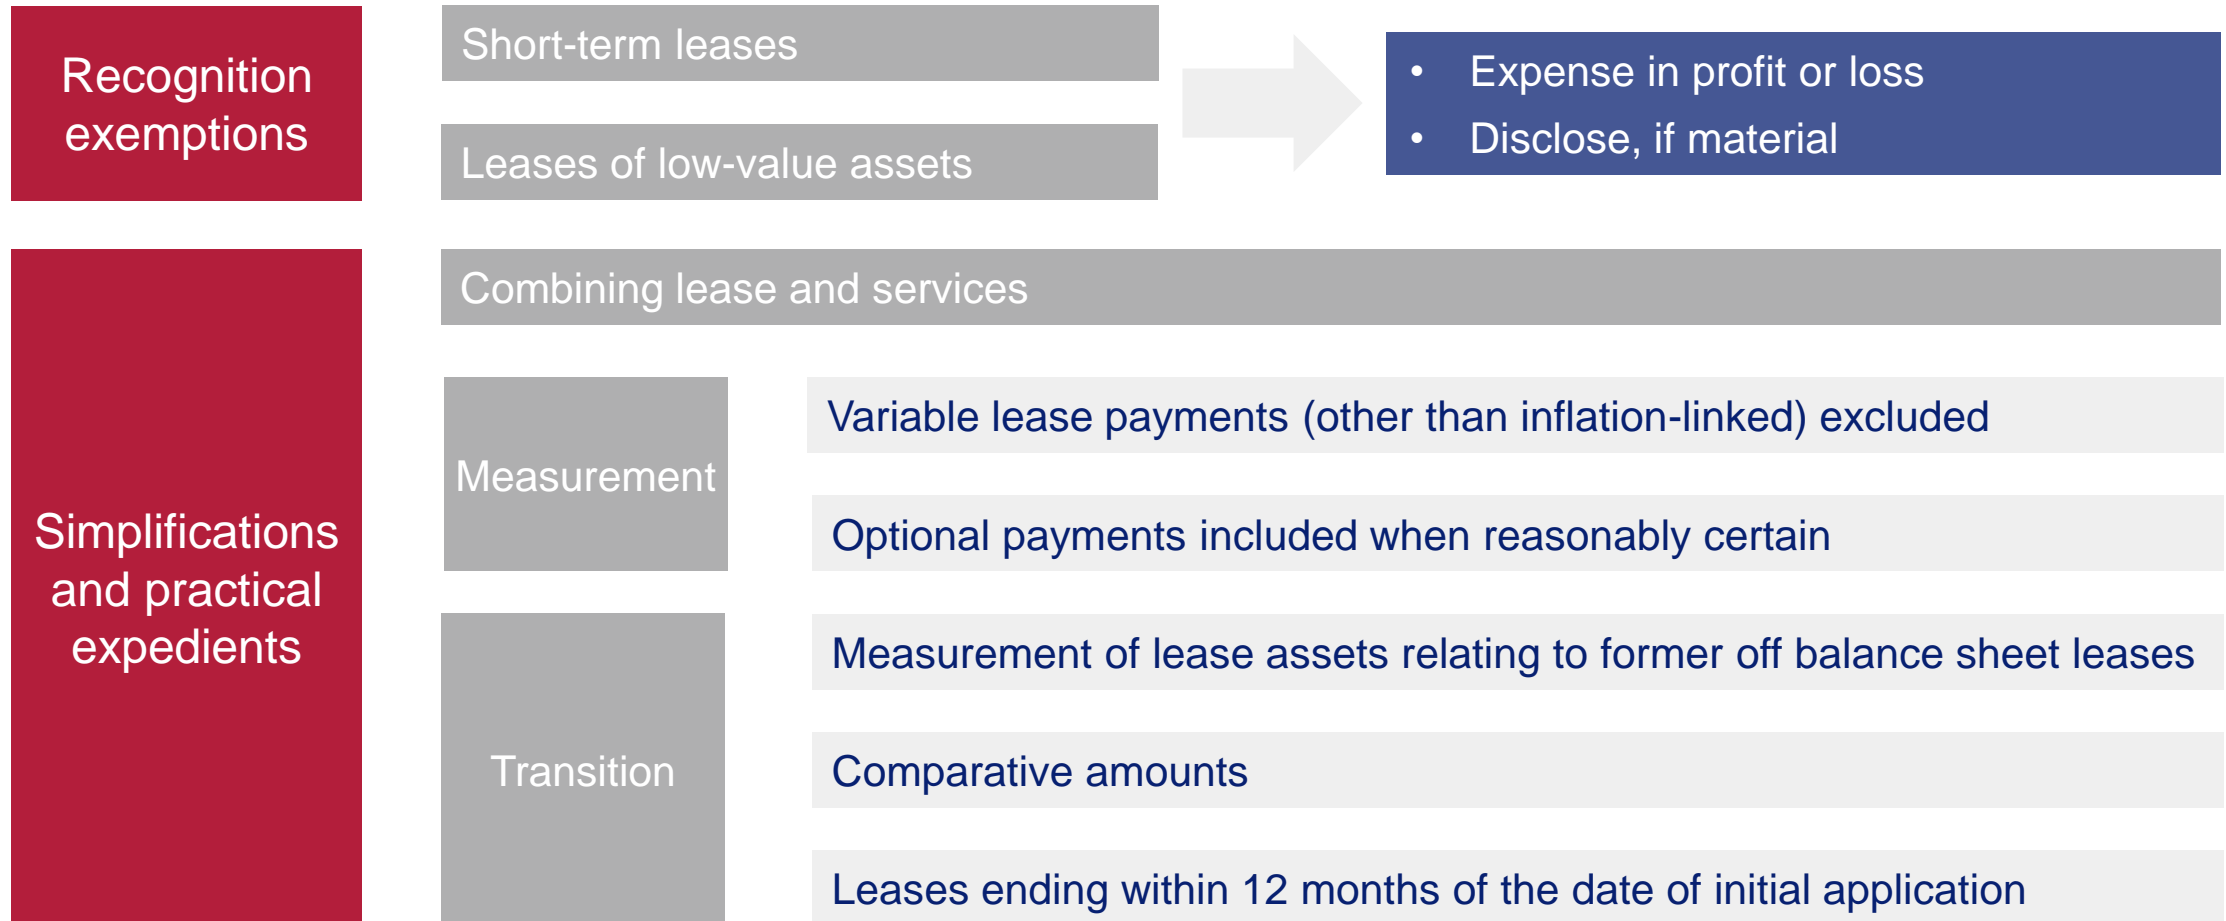 Recognition
exemptions
Short-term leases
Leases of low-value assets
• Expense in profit or loss
• Disclose, if material
Simplifications
and practical
expedients
Combining lease and services
Measurement
Variable lease payments (other than inflation-linked) excluded
Optional payments included when reasonably certain
Transition
Measurement of lease assets relating to former off balance sheet leases
Comparative amounts
Leases ending within 12 months of the date of initial application